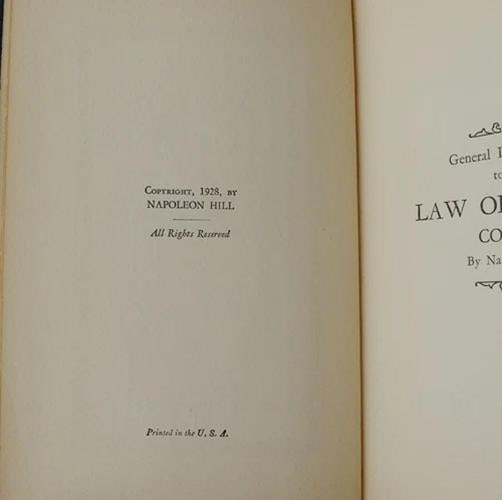 COPYRIGHT, 1928, BY
NAPOLEON HILL
All Rights Reserved
Printed in the U. S. A.
General
to
LAW O
CO
By Na